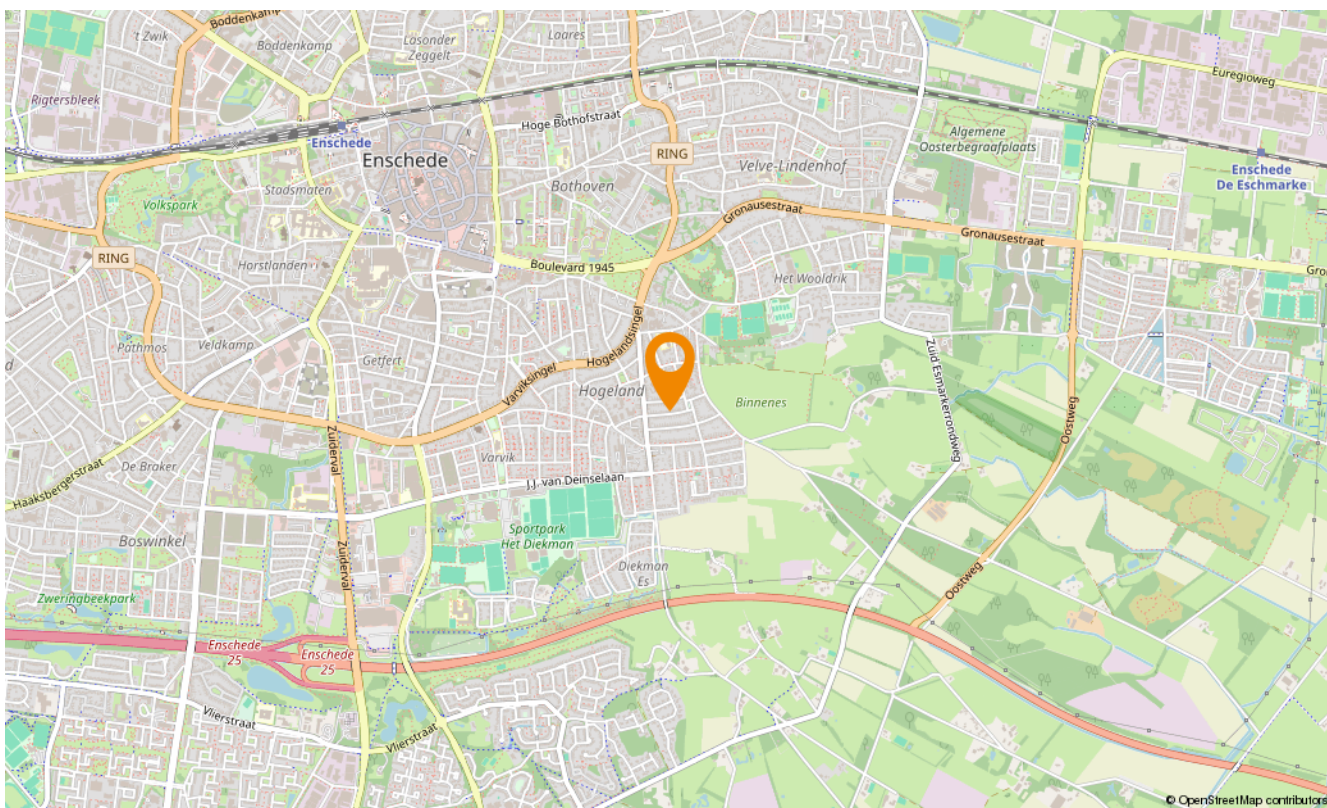 Boddenkamp
't Zwik
Boddenkamp
Lasonder
Zeggelt
Laares
Rigtersbleek
Euregioweg
Hoge Bothofstraat
Enschede
Enschede
RING
Velve-Lindenhof
Algemene
Oosterbegraafplaats
Enschede
De Eschmarke
Stadsmaten
Bothoven
Volkspark
Gronausestraat
Gronausestraat
RING
Horstlanden
Boulevard 1945
Het Wooldrik
Gro
Pathmos
Veldkamp
Getfert
Hogelandsingel
Varviksingel
Hogeland
Zuid Esmarkerrondweg
Binnenes
Oostweg
Zuiderval
Varvik
De Braker
Haaksbergerstraat
J.J. van Deinselaan
Boswinkel
Sportpark
Het Diekman
Zuiderval
Diekman
Es
Oostweg
Zweringbeekpark
Enschede
25
Enschede
25
Vlierstraat
Vlierstraat
© OpenStreetMap contributors